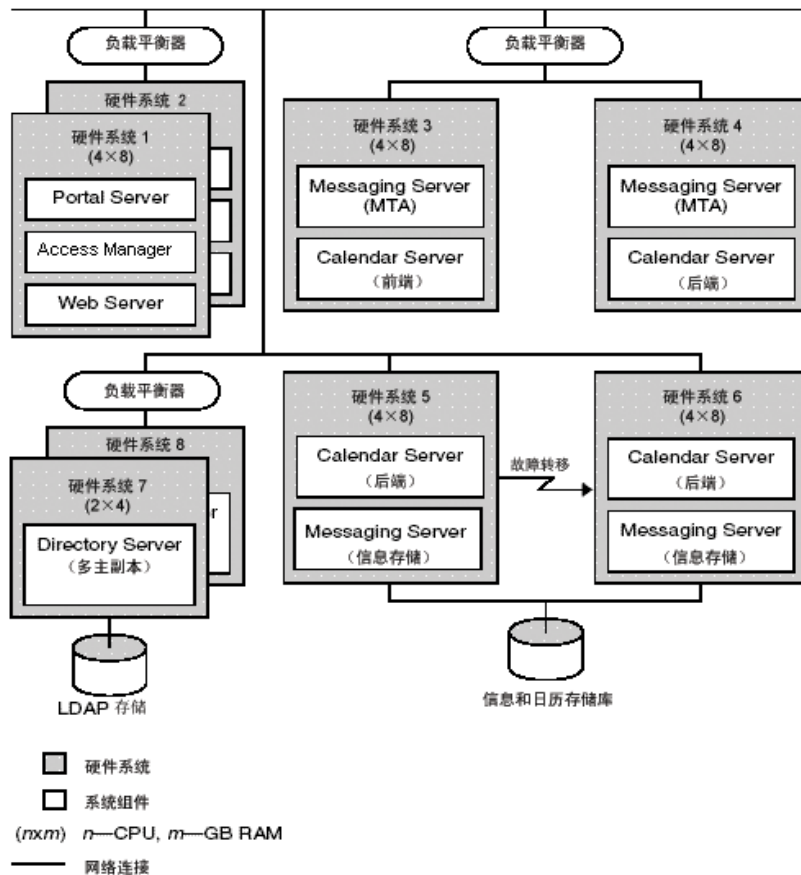 负载平衡器
负载平衡器
硬件系统 2
硬件系统 1
(4×8)
Portal Server
Access Manager
Web Server
硬件系统 3
(4×8)
Messaging Server
(MTA)
Calendar Server
(前端)
硬件系统 4
(4×8)
Messaging Server
(MTA)
Calendar Server
(后端)
负载平衡器
硬件系统 8
硬件系统 7
(2×4)
Directory Server
(多主副本)
LDAP 存储
硬件系统 5
(4×8)
Calendar Server
(后端)
Messaging Server
(信息存储)
故障转移
硬件系统 6
(4×8)
Calendar Server
(后端)
Messaging Server
(信息存储)
信息和日历存储库
硬件系统
系统组件
(nxm) n—CPU, m—GB RAM
网络连接